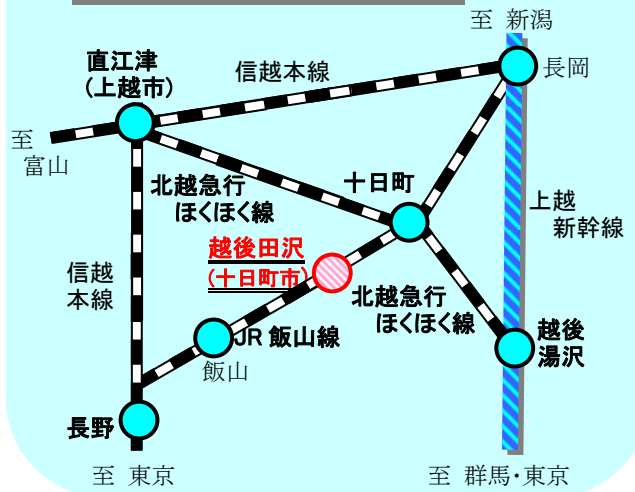 至 新潟
直江津
(上越市)
信越本線
長岡
至
富山
北越急行
ほくほく線
十日町
上越
新幹線
越後田沢
(十日町市)
信越
本線
北越急行
ほくほく線
JR 飯山線
越後
湯沢
飯山
長野
至 東京
至 群馬・東京